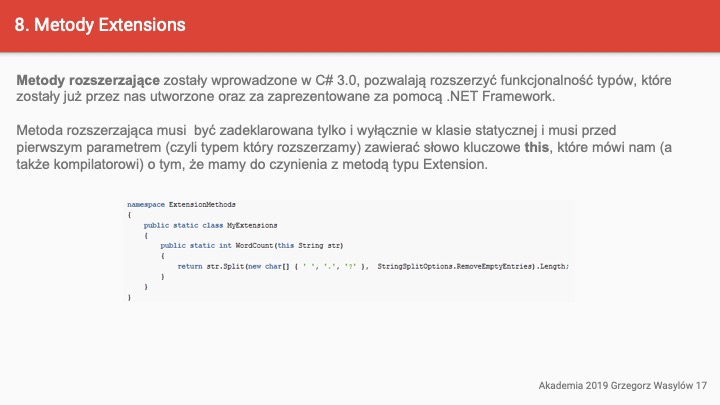 8. Metody Extensions
Metody rozszerzające zostały wprowadzone w C# 3.0, pozwalają rozszerzyć funkcjonalność typów, które
zostały już przez nas utworzone oraz za zaprezentowane za pomocą .NET Framework.
Metoda rozszerzająca musi  być zadeklarowana tylko i wyłącznie w klasie statycznej i musi przed
pierwszym parametrem (czyli typem który rozszerzamy) zawierać słowo kluczowe this, które mówi nam (a
także kompilatorowi) o tym, że mamy do czynienia z metodą typu Extension.
namespace ExtensionMethods
{
    public static class MyExtensions
    {
        public static int WordCount(this String str)
        {
            return str.Split(new char[] { ' ', '.', '?' },  StringSplitOptions.RemoveEmptyEntries).Length;
        }
    }
}
Akademia 2019 Grzegorz Wasylów 17